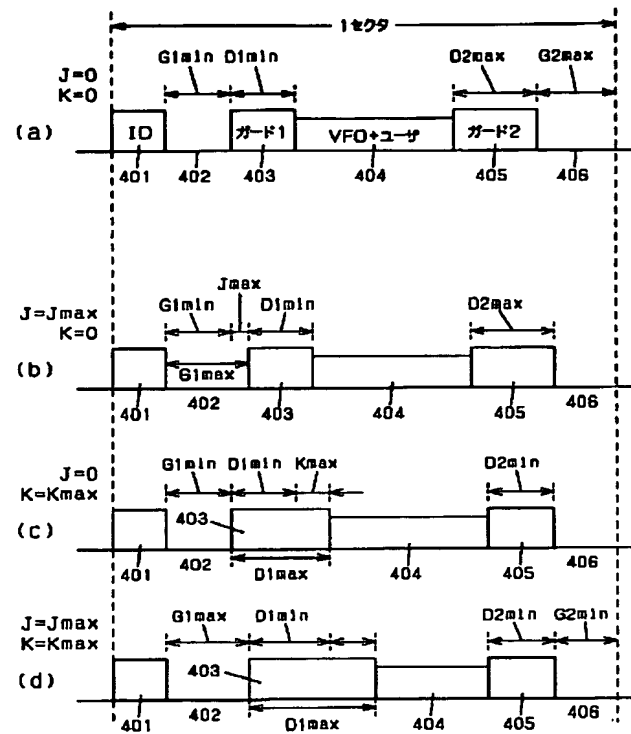 1セクタ
G1min D1min D2max G2max
J=0
K=0
(a)
ID ガード1 VFO+ユーザ ガード2
401 402 403 404 405 406
Jmax
G1min D1min D2max
J=Jmax
K=0
G1max
(b)
401 402 403 404 405 406
J=0
K=Kmax
G1min D1min Kmax D2min
403
(c)
401 402 404 405 406
D1max
J=Jmax
K=Kmax
G1max D1min D2min G2min
403
(d)
401 402 404 405 406
D1max